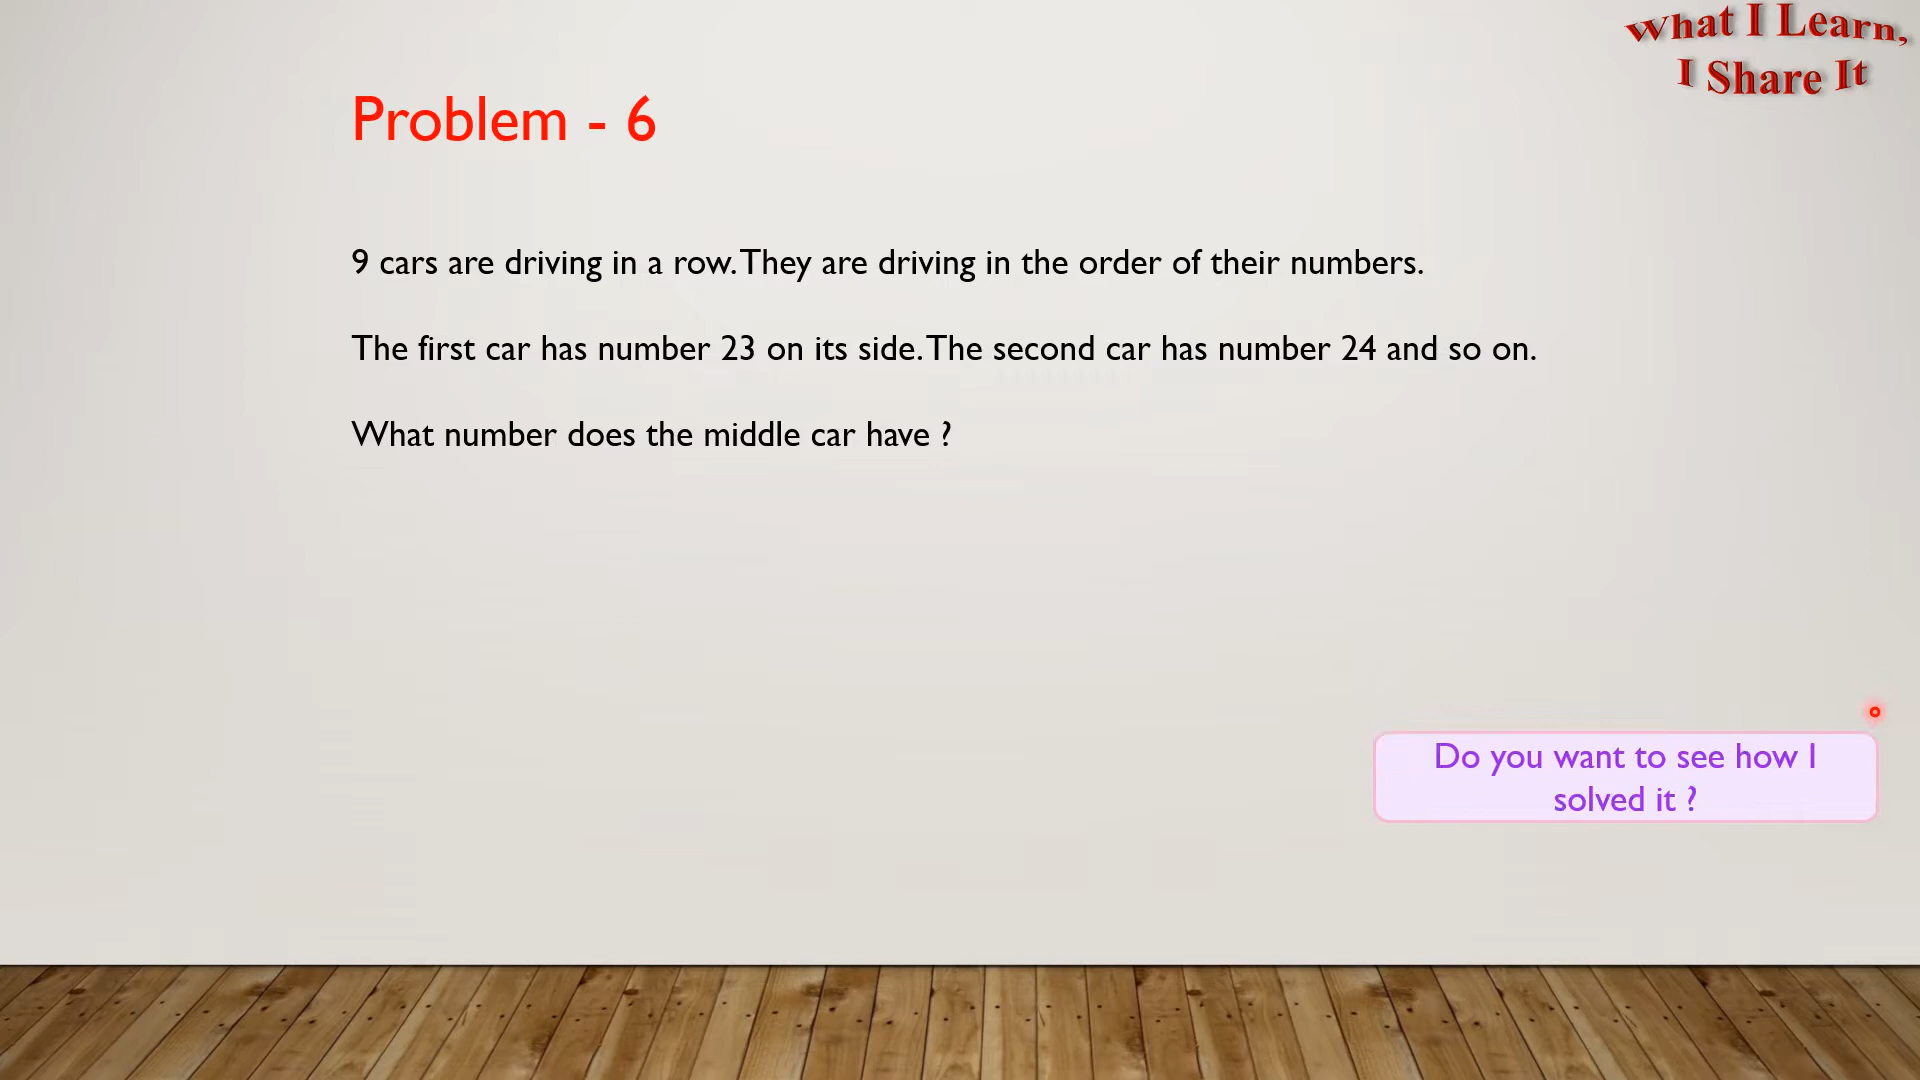 What I Learn,
I Share It
Problem - 6
9 cars are driving in a row. They are driving in the order of their numbers.
The first car has number 23 on its side. The second car has number 24 and so on.
What number does the middle car have ?
Do you want to see how I
solved it ?